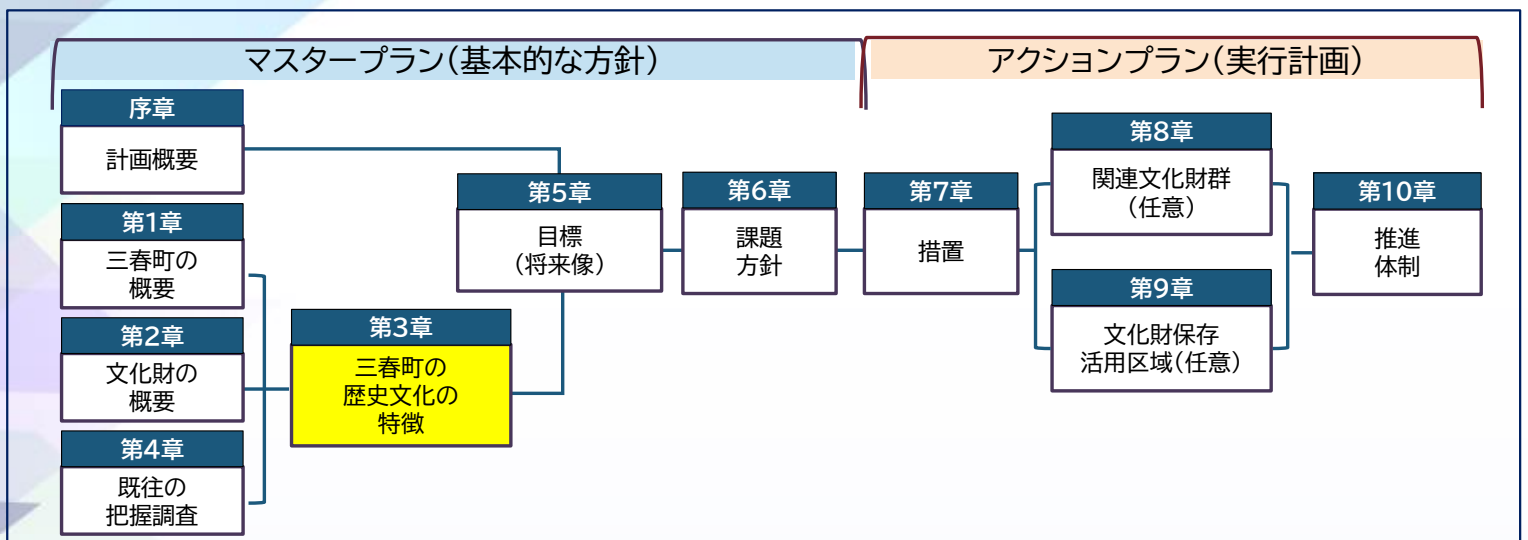 マスタープラン(基本的な方針)
アクションプラン(実行計画)
序章
計画概要
第1章
三春町の
概要
第2章
文化財の
概要
第4章
既往の
把握調査
第3章
三春町の
歴史文化の
特徴
第5章
目標
(将来像)
第6章
課題
方針
第7章
措置
第8章
関連文化財群
(任意)
第9章
文化財保存
活用区域(任意)
第10章
推進
体制